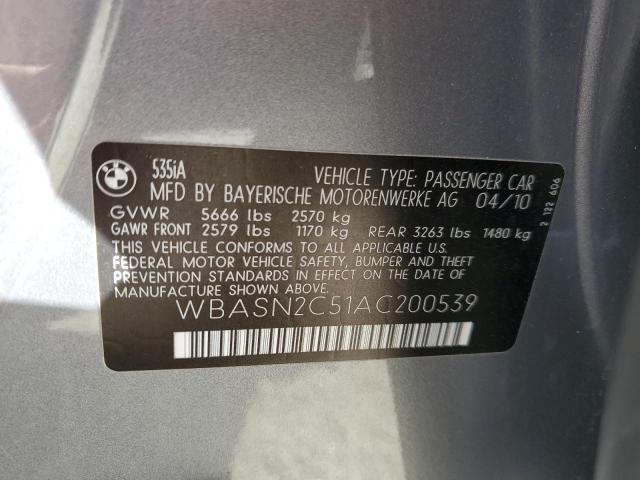 BMW
535iA
VEHICLE TYPE: PASSENGER CAR
MFD BY BAYERISCHE MOTORENWERKE AG 04/10
GVWR 5666 lbs 2570 kg
GAWR FRONT 2579 lbs 1170 kg REAR 3263 lbs 1480 kg
THIS VEHICLE CONFORMS TO ALL APPLICABLE U.S.
FEDERAL MOTOR VEHICLE SAFETY, BUMPER AND THEFT
PREVENTION STANDARDS IN EFFECT ON THE DATE OF
MANUFACTURE SHOWN ABOVE.
WBASN2C51AC200539
2 122 606